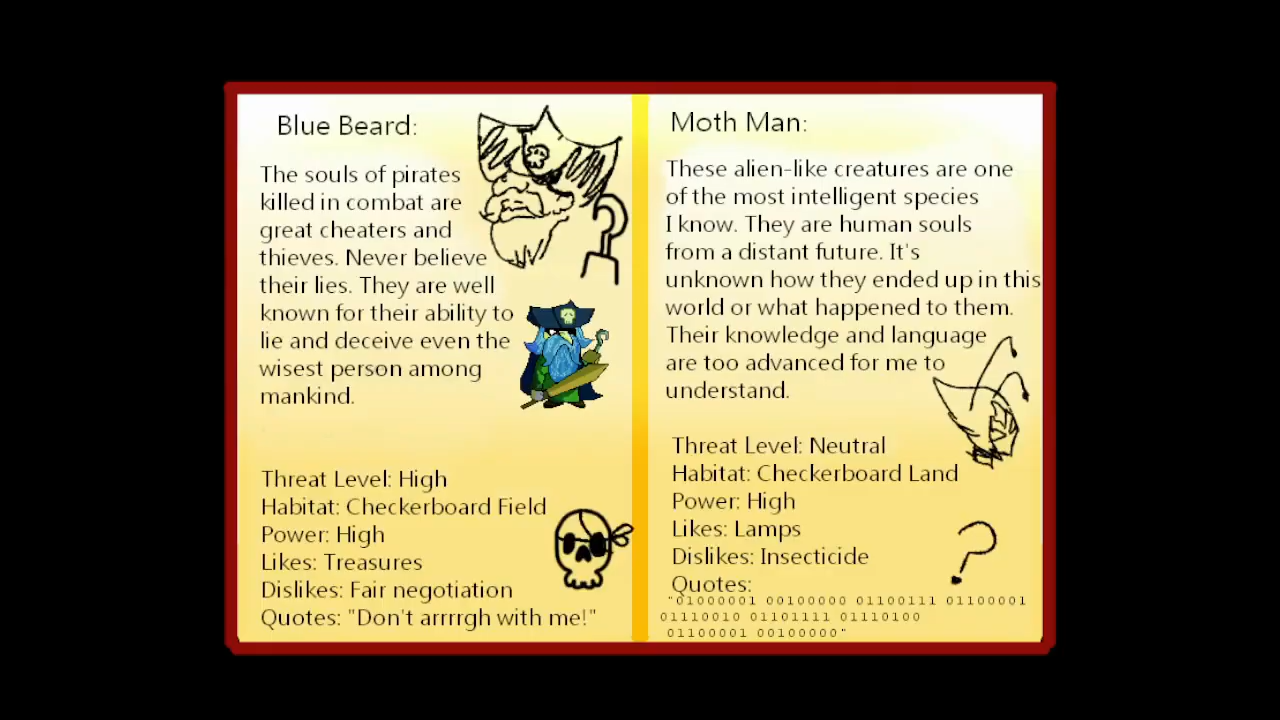 Blue Beard:
The souls of pirates
killed in combat are
great cheaters and
thieves. Never believe
their lies. They are well
known for their ability to
lie and deceive even the
wisest person among
mankind.
Threat Level: High
Habitat: Checkerboard Field
Power: High
Likes: Treasures
Dislikes: Fair negotiation
Quotes: "Don't arrrrgh with me!"
Moth Man:
These alien-like creatures are one
of the most intelligent species
I know. They are human souls
from a distant future. It's
unknown how they ended up in this
world or what happened to them.
Their knowledge and language
are too advanced for me to
understand.
Threat Level: Neutral
Habitat: Checkerboard Land
Power: High
Likes: Lamps
Dislikes: Insecticide
Quotes:
"01000001 00100000 01100111 01100001
01110010 01101111 01110100
01100001 00100000"